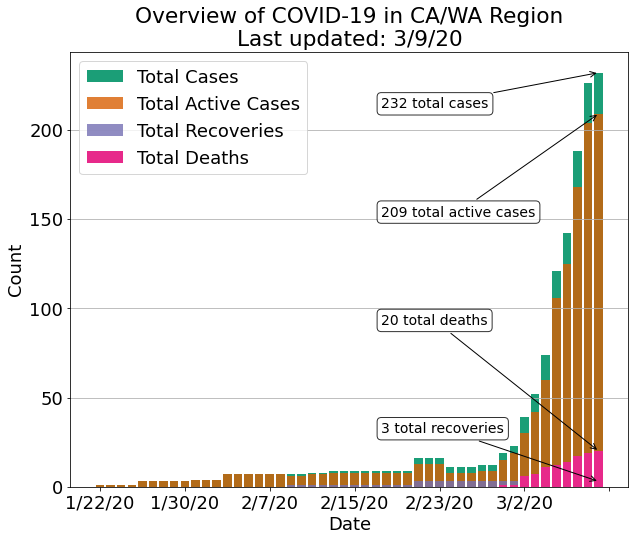 Overview of COVID-19 in CA/WA Region
Last updated: 3/9/20
Total Cases
Total Active Cases
Total Recoveries
Total Deaths
232 total cases
209 total active cases
20 total deaths
3 total recoveries
200
150
100
50
0
Count
1/22/20 1/30/20 2/7/20 2/15/20 2/23/20 3/2/20
Date